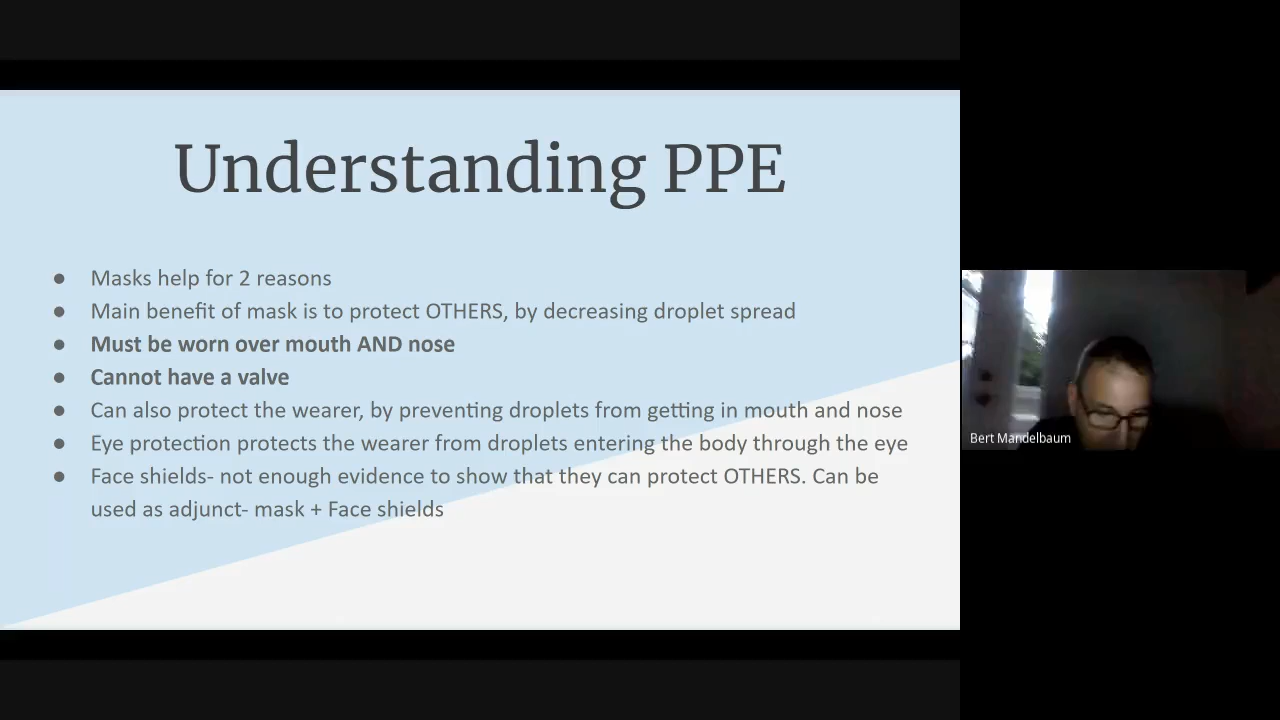 Understanding PPE
● Masks help for 2 reasons
● Main benefit of mask is to protect OTHERS, by decreasing droplet spread
● Must be worn over mouth AND nose
● Cannot have a valve
● Can also protect the wearer, by preventing droplets from getting in mouth and nose
● Eye protection protects the wearer from droplets entering the body through the eye
● Face shields- not enough evidence to show that they can protect OTHERS. Can be
used as adjunct- mask + Face shields
Bert Mandelbaum